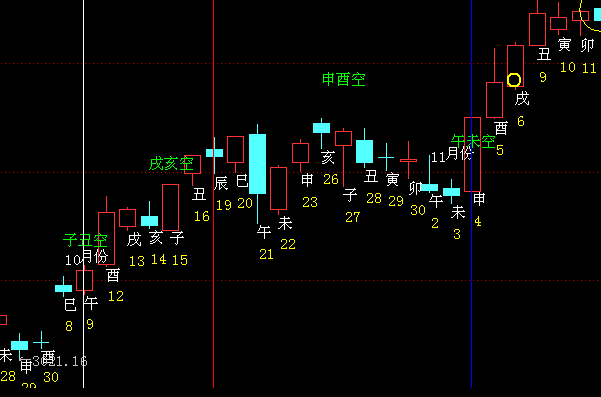 丑
9
寅
10
卯
11
申酉空
戌
6
酉
5
午未空
11月份
戌亥空
亥
26
子
27
丑
28
寅
29
卯
30
午
2
未
3
申
4
丑
16
辰
19
巳
20
午
21
未
22
申
23
子丑空
10月份
戌
13
亥
14
子
15
酉
12
巳
8
午
9
未
28
申
29
酉
30
3021.16